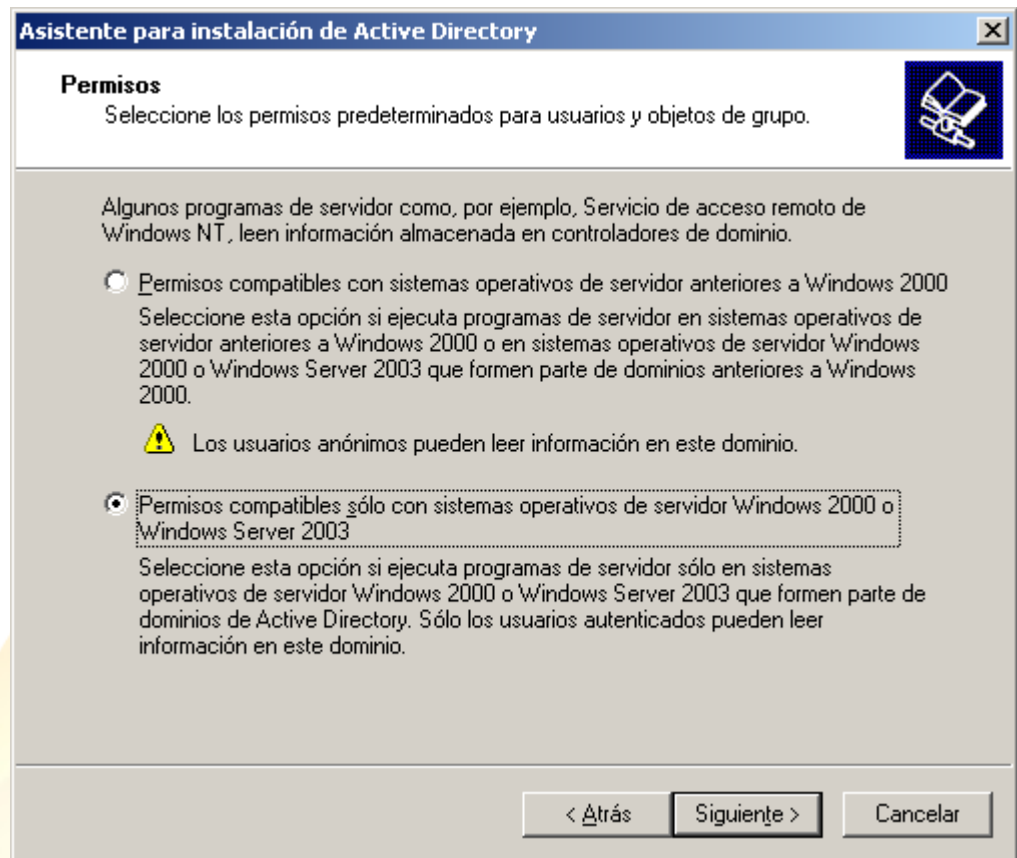 Asistente para instalación de Active Directory
Permisos
Seleccione los permisos predeterminados para usuarios y objetos de grupo.
Algunos programas de servidor como, por ejemplo, Servicio de acceso remoto de
Windows NT, leen información almacenada en controladores de dominio.
Permisos compatibles con sistemas operativos de servidor anteriores a Windows 2000
Seleccione esta opción si ejecuta programas de servidor en sistemas operativos de
servidor anteriores a Windows 2000 o en sistemas operativos de servidor Windows
2000 o Windows Server 2003 que formen parte de dominios anteriores a Windows
2000.
Los usuarios anónimos pueden leer información en este dominio.
Permisos compatibles sólo con sistemas operativos de servidor Windows 2000 o
Windows Server 2003
Seleccione esta opción si ejecuta programas de servidor sólo en sistemas
operativos de servidor Windows 2000 o Windows Server 2003 que formen parte de
dominios de Active Directory. Sólo los usuarios autenticados pueden leer
información en este dominio.
< Atrás
Siguiente >
Cancelar